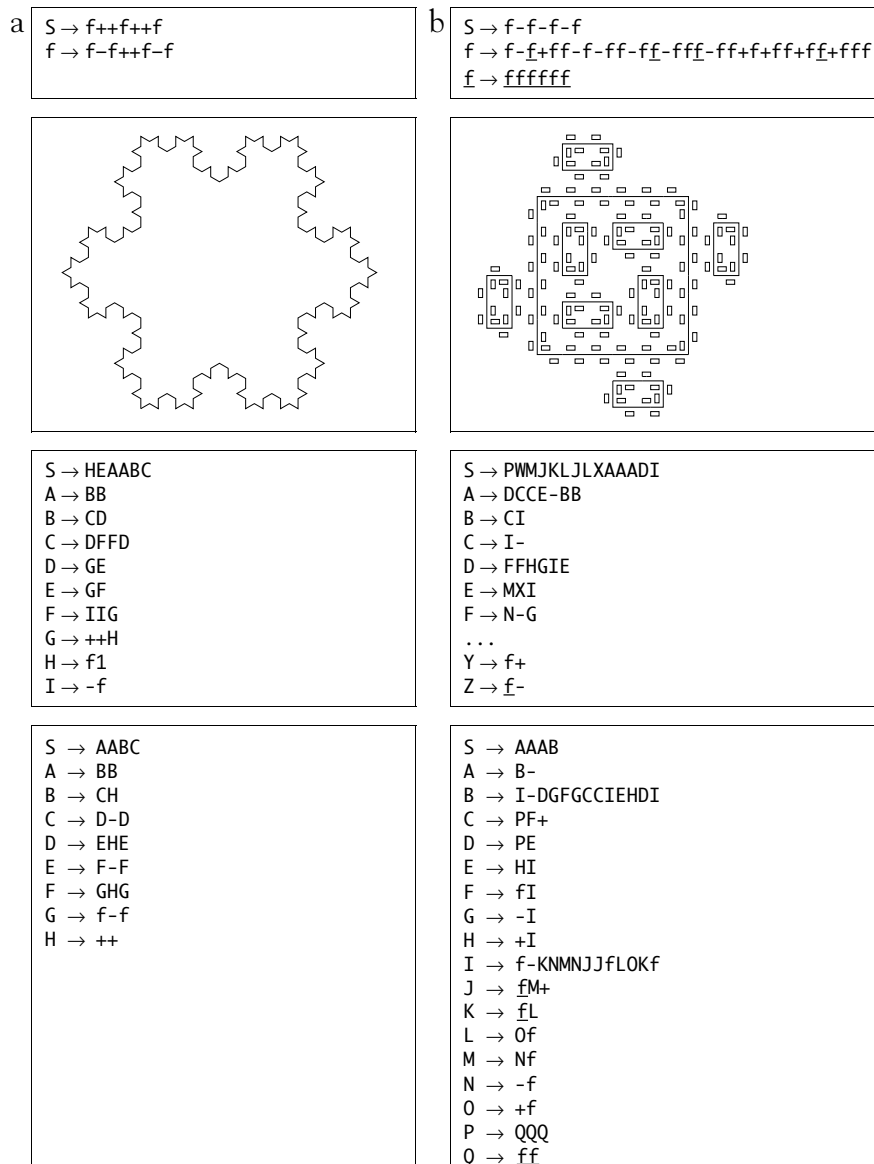 a
S → f++f++f
f → f–f++f–f
S → HEAABC
A → BB
B → CD
C → DFFD
D → GE
E → GF
F → IIG
G → ++H
H → f1
I → -f
S → AABC
A → BB
B → CH
C → D-D
D → EHE
E → F-F
F → GHG
G → f-f
H → ++
b
S → f-f-f-f
f → f-f+ff-f-ff-ff-fff-ff+f+ff+ff+fff
f → ffffff
S → PWMJKLJLXAAADI
A → DCCE-BB
B → CI
C → I-
D → FFHGIE
E → MXI
F → N-G
...
Y → f+
Z → f-
S → AAAB
A → B-
B → I-DGFGCCIEHDI
C → PF+
D → PE
E → HI
F → fI
G → -I
H → +I
I → f-KNMNJJfLOKf
J → fM+
K → fL
L → Of
M → Nf
N → -f
O → +f
P → QQQ
Q → ff